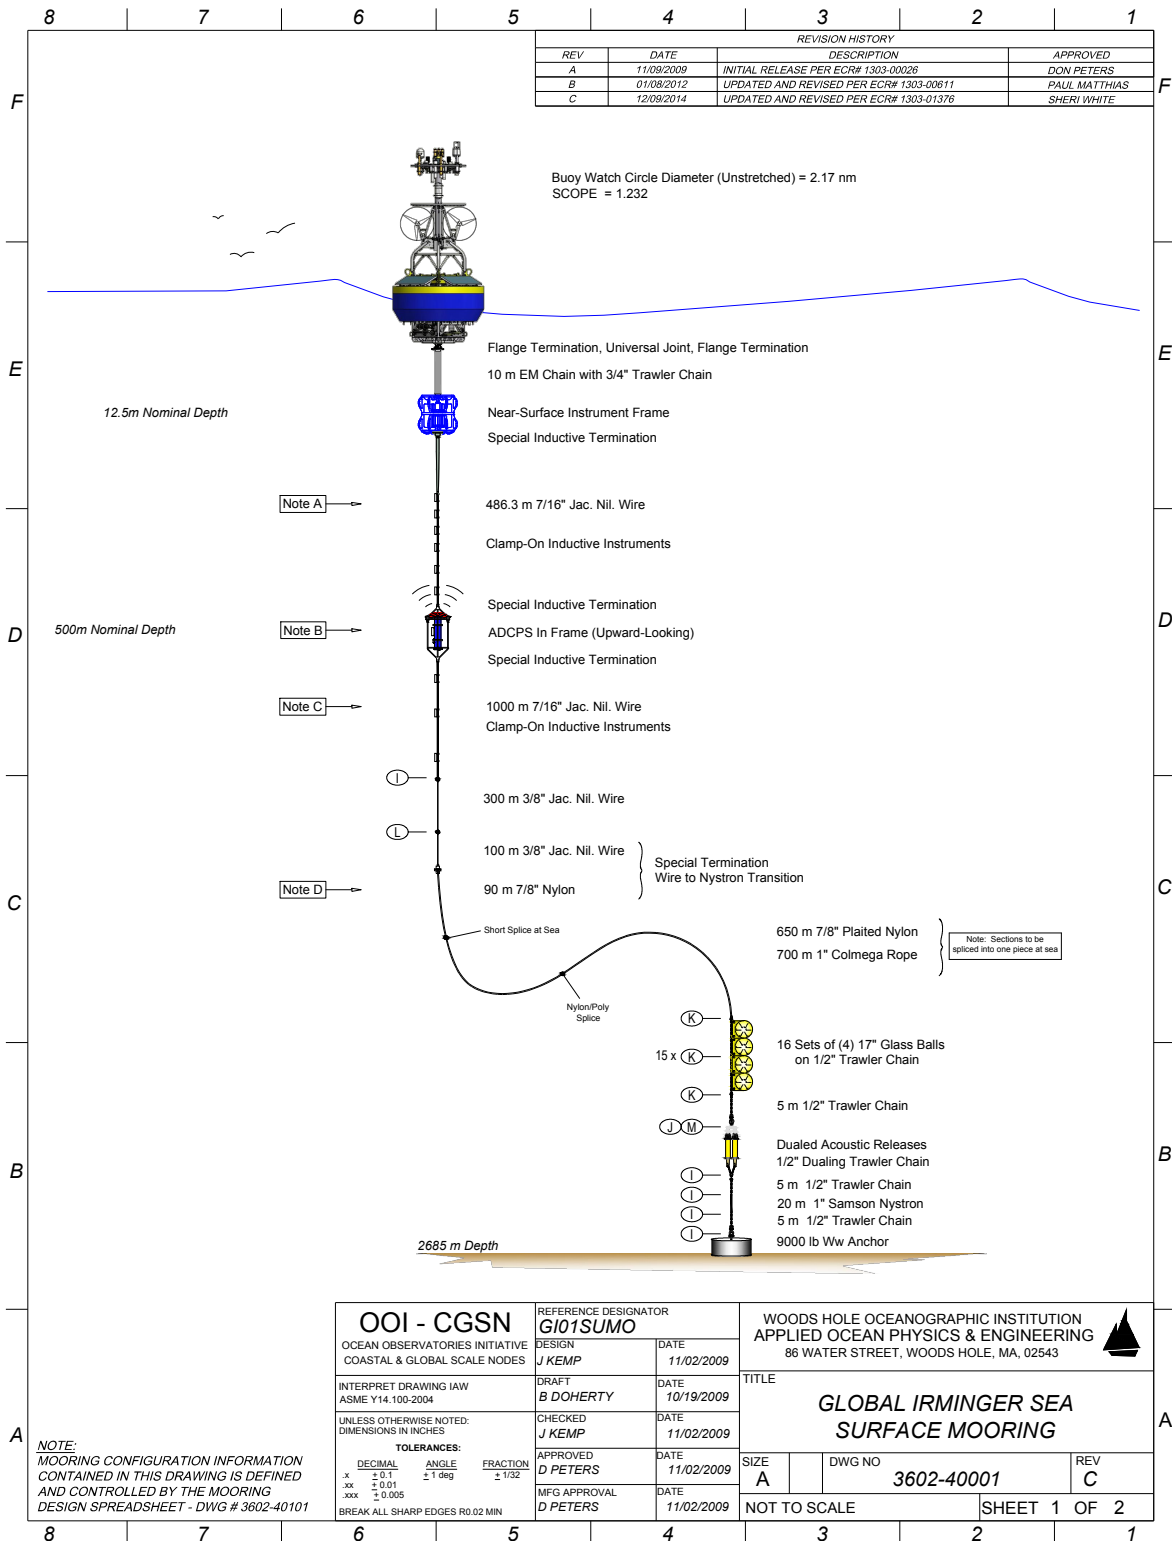 8 7 6 5 4 3 2 1
REVISION HISTORY
REV DATE DESCRIPTION APPROVED
A 11/09/2009 INITIAL RELEASE PER ECR# 1303-00026 DON PETERS
B 01/08/2012 UPDATED AND REVISED PER ECR# 1303-00611 PAUL MATTHIAS
C 12/09/2014 UPDATED AND REVISED PER ECR# 1303-01376 SHERI WHITE
F F
Buoy Watch Circle Diameter (Unstretched) = 2.17 nm
SCOPE = 1.232
Flange Termination, Universal Joint, Flange Termination
E E
10 m EM Chain with 3/4" Trawler Chain
12.5m Nominal Depth
Near-Surface Instrument Frame
Special Inductive Termination
Note A
486.3 m 7/16" Jac. Nil. Wire
Clamp-On Inductive Instruments
Special Inductive Termination
D D
500m Nominal Depth
Note B
ADCPS In Frame (Upward-Looking)
Special Inductive Termination
Note C
1000 m 7/16" Jac. Nil. Wire
Clamp-On Inductive Instruments
I
300 m 3/8" Jac. Nil. Wire
L
100 m 3/8" Jac. Nil. Wire
Special Termination
Wire to Nystron Transition
Note D
90 m 7/8" Nylon
C C
Short Splice at Sea
650 m 7/8" Plaited Nylon
700 m 1" Colmega Rope
Note: Sections to be
spliced into one piece at sea
Nylon/Poly
Splice
K
16 Sets of (4) 17" Glass Balls
on 1/2" Trawler Chain
15 x K
K
5 m 1/2" Trawler Chain
J M
Dualed Acoustic Releases
1/2" Dualing Trawler Chain
B B
I
5 m 1/2" Trawler Chain
I
20 m 1" Samson Nystron
I
5 m 1/2" Trawler Chain
I
9000 lb Ww Anchor
2685 m Depth
OOI - CGSN
OCEAN OBSERVATORIES INITIATIVE
COASTAL & GLOBAL SCALE NODES
INTERPRET DRAWING IAW
ASME Y14.100-2004
UNLESS OTHERWISE NOTED:
DIMENSIONS IN INCHES
TOLERANCES:
DECIMAL ANGLE FRACTION
.x ± 0.1 ± 1 deg ± 1/32
.xx ± 0.01
.xxx ± 0.005
BREAK ALL SHARP EDGES R0.02 MIN
REFERENCE DESIGNATOR
GI01SUMO
DESIGN DATE
J KEMP 11/02/2009
DRAFT DATE
B DOHERTY 10/19/2009
CHECKED DATE
J KEMP 11/02/2009
APPROVED DATE
D PETERS 11/02/2009
MFG APPROVAL DATE
D PETERS 11/02/2009
WOODS HOLE OCEANOGRAPHIC INSTITUTION
APPLIED OCEAN PHYSICS & ENGINEERING
86 WATER STREET, WOODS HOLE, MA, 02543
TITLE
GLOBAL IRMINGER SEA
SURFACE MOORING
SIZE DWG NO REV
A 3602-40001 C
NOT TO SCALE SHEET 1 OF 2
A A
NOTE:
MOORING CONFIGURATION INFORMATION
CONTAINED IN THIS DRAWING IS DEFINED
AND CONTROLLED BY THE MOORING
DESIGN SPREADSHEET - DWG # 3602-40101
8 7 6 5 4 3 2 1